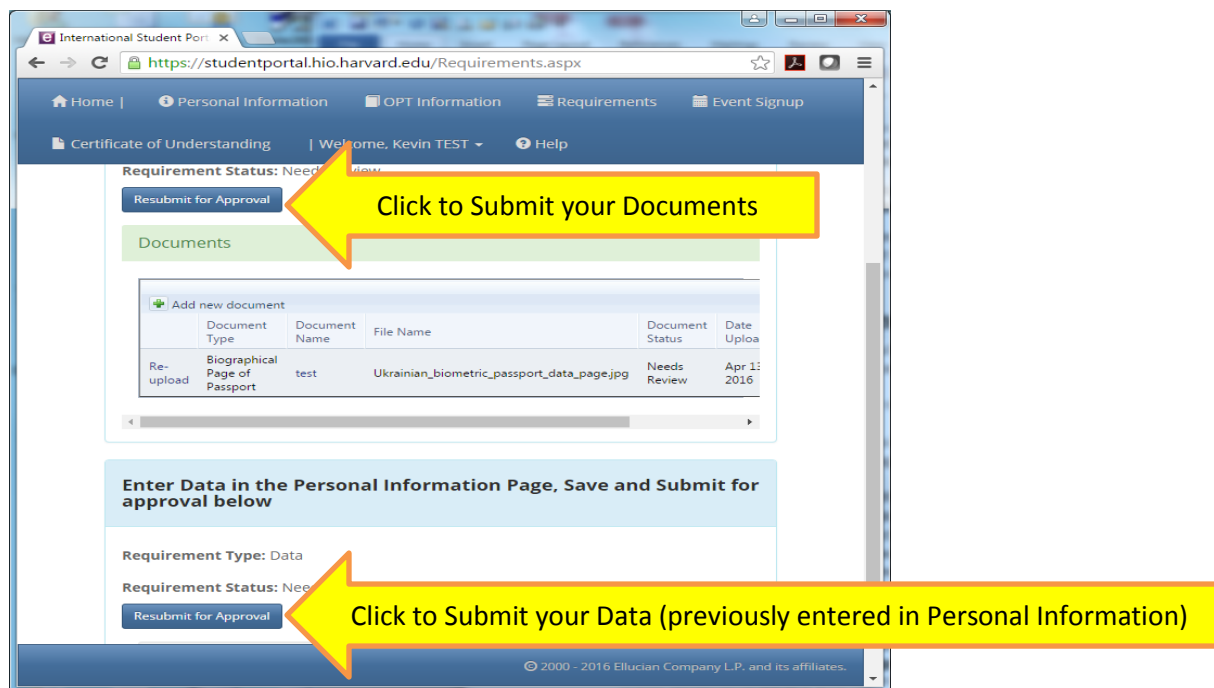 International Student Port
https://studentportal.hio.harvard.edu/Requirements.aspx
Home | Personal Information OPT Information Requirements Event Signup
Certificate of Understanding | Welcome, Kevin TEST Help
Requirement Status: Needs Review
Resubmit for Approval
Click to Submit your Documents
Documents
Add new document
Document Type Document Name File Name Document Status Date Uploa
Re-upload Biographical Page of Passport test Ukrainian_biometric_passport_data_page.jpg Needs Review Apr 13 2016
Enter Data in the Personal Information Page, Save and Submit for
approval below
Requirement Type: Data
Requirement Status: Nee
Resubmit for Approval
Click to Submit your Data (previously entered in Personal Information)
© 2000 - 2016 Ellucian Company L.P. and its affiliates.